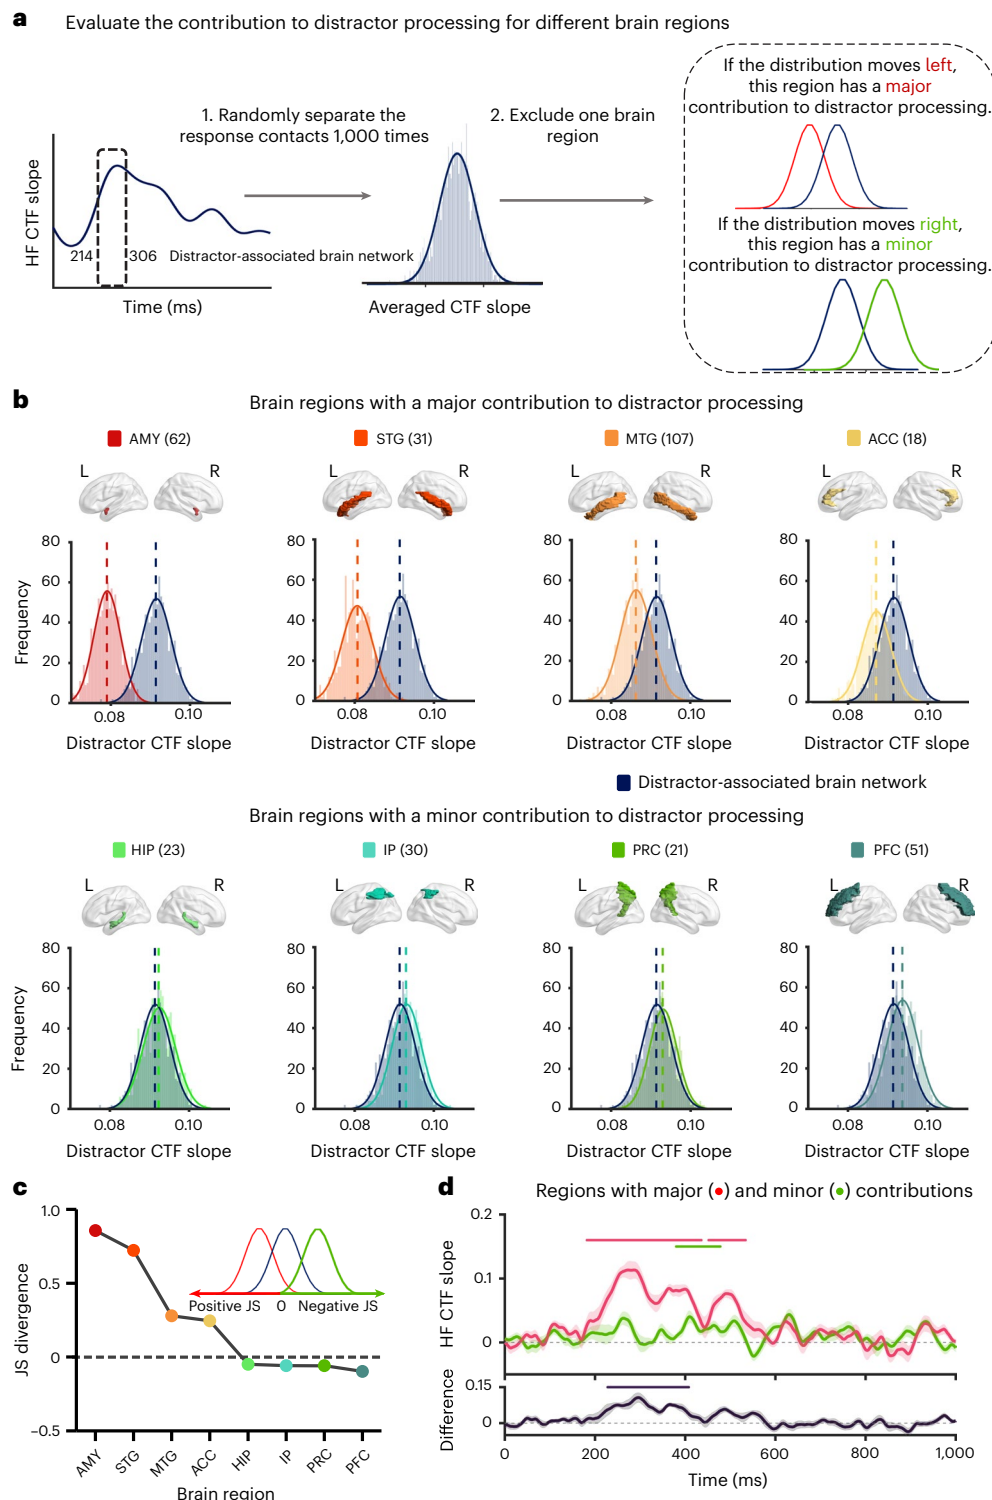 a Evaluate the contribution to distractor processing for different brain regions
HF CTF slope
214
306
Distractor-associated brain network
Time (ms)
1. Randomly separate the
response contacts 1,000 times
Averaged CTF slope
2. Exclude one brain
region
If the distribution moves left,
this region has a major
contribution to distractor processing.
If the distribution moves right,
this region has a minor
contribution to distractor processing.
b Brain regions with a major contribution to distractor processing
AMY (62)
STG (31)
MTG (107)
ACC (18)
L R
L R
L R
L R
Frequency
80
60
40
20
0
0.08 0.10
Distractor CTF slope
80
60
40
20
0
0.08 0.10
Distractor CTF slope
80
60
40
20
0
0.08 0.10
Distractor CTF slope
80
60
40
20
0
0.08 0.10
Distractor CTF slope
Distractor-associated brain network
Brain regions with a minor contribution to distractor processing
HIP (23)
IP (30)
PRC (21)
PFC (51)
L R
L R
L R
L R
Frequency
80
60
40
20
0
0.08 0.10
Distractor CTF slope
80
60
40
20
0
0.08 0.10
Distractor CTF slope
80
60
40
20
0
0.08 0.10
Distractor CTF slope
80
60
40
20
0
0.08 0.10
Distractor CTF slope
c
JS divergence
1.0
0.5
0
−0.5
Positive JS 0 Negative JS
AMY STG MTG ACC HIP IP PRC PFC
Brain region
d Regions with major (●) and minor (●) contributions
HF CTF slope
0.2
0.1
0
Difference
0.15
0
0 200 400 600 800 1,000
Time (ms)